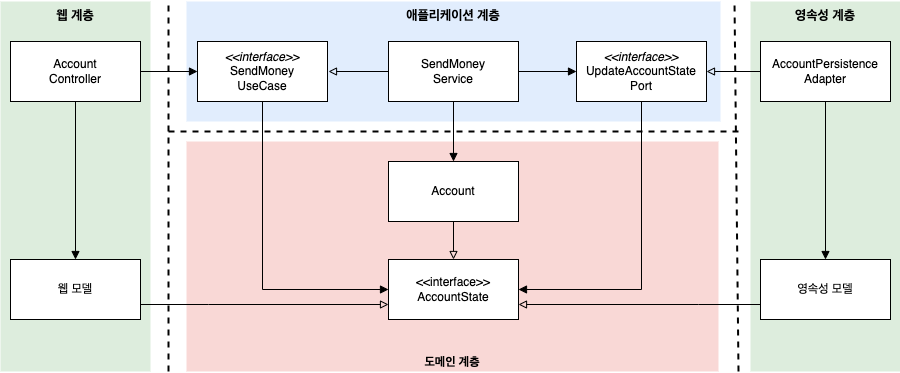 웹 계층
애플리케이션 계층
영속성 계층
Account
Controller
<<interface>>
SendMoney
UseCase
SendMoney
Service
<<interface>>
UpdateAccountState
Port
AccountPersistence
Adapter
Account
웹 모델
<<interface>>
AccountState
영속성 모델
도메인 계층